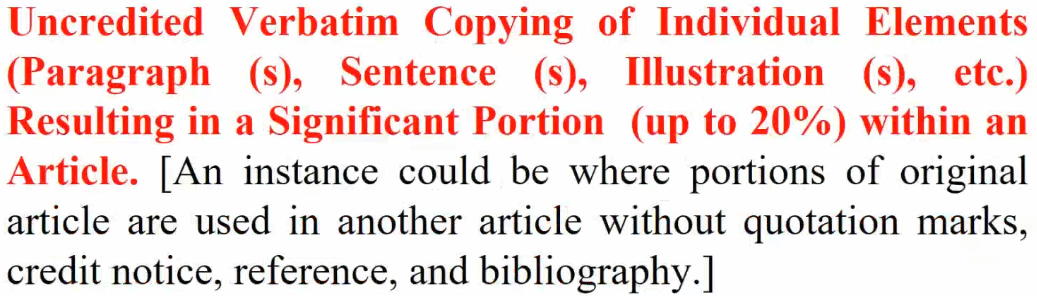 Uncredited Verbatim Copying of Individual Elements
(Paragraph (s), Sentence (s), Illustration (s), etc.)
Resulting in a Significant Portion (up to 20%) within an
Article. [An instance could be where portions of original
article are used in another article without quotation marks,
credit notice, reference, and bibliography.]